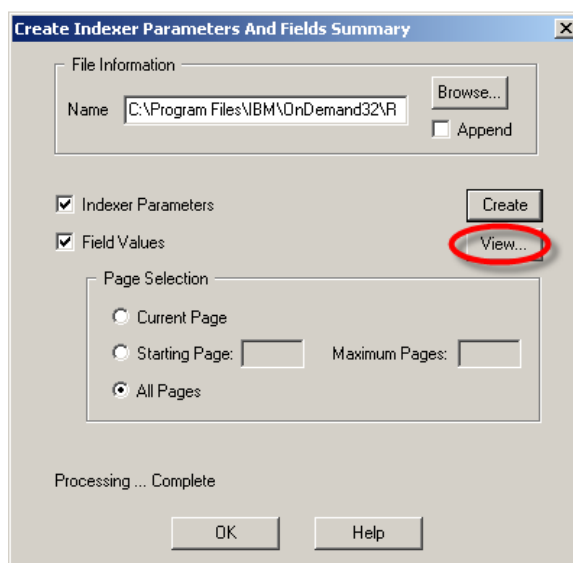 Create Indexer Parameters And Fields Summary
File Information
Name C:\Program Files\IBM\OnDemand32\R Browse...
Append
Indexer Parameters Create
Field Values View...
Page Selection
Current Page
Starting Page: Maximum Pages:
All Pages
Processing ... Complete
OK Help